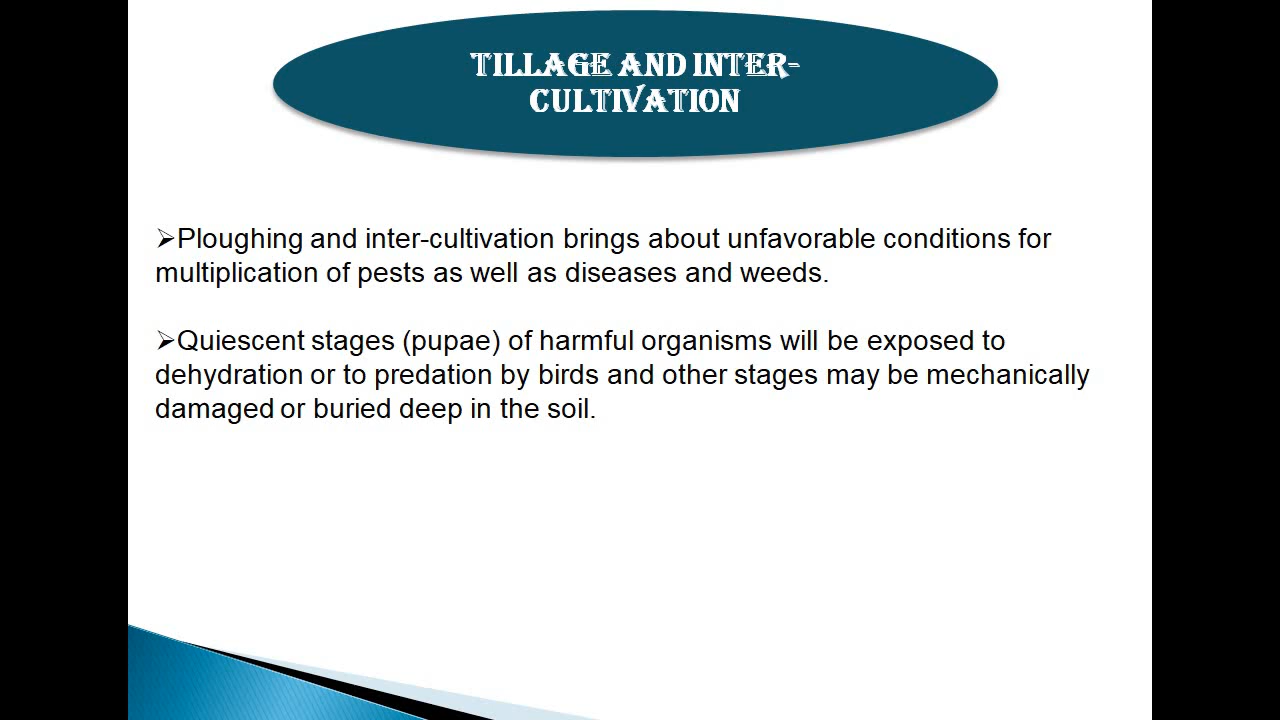 TILLAGE AND INTER-
CULTIVATION
➢Ploughing and inter-cultivation brings about unfavorable conditions for
multiplication of pests as well as diseases and weeds.
➢Quiescent stages (pupae) of harmful organisms will be exposed to
dehydration or to predation by birds and other stages may be mechanically
damaged or buried deep in the soil.